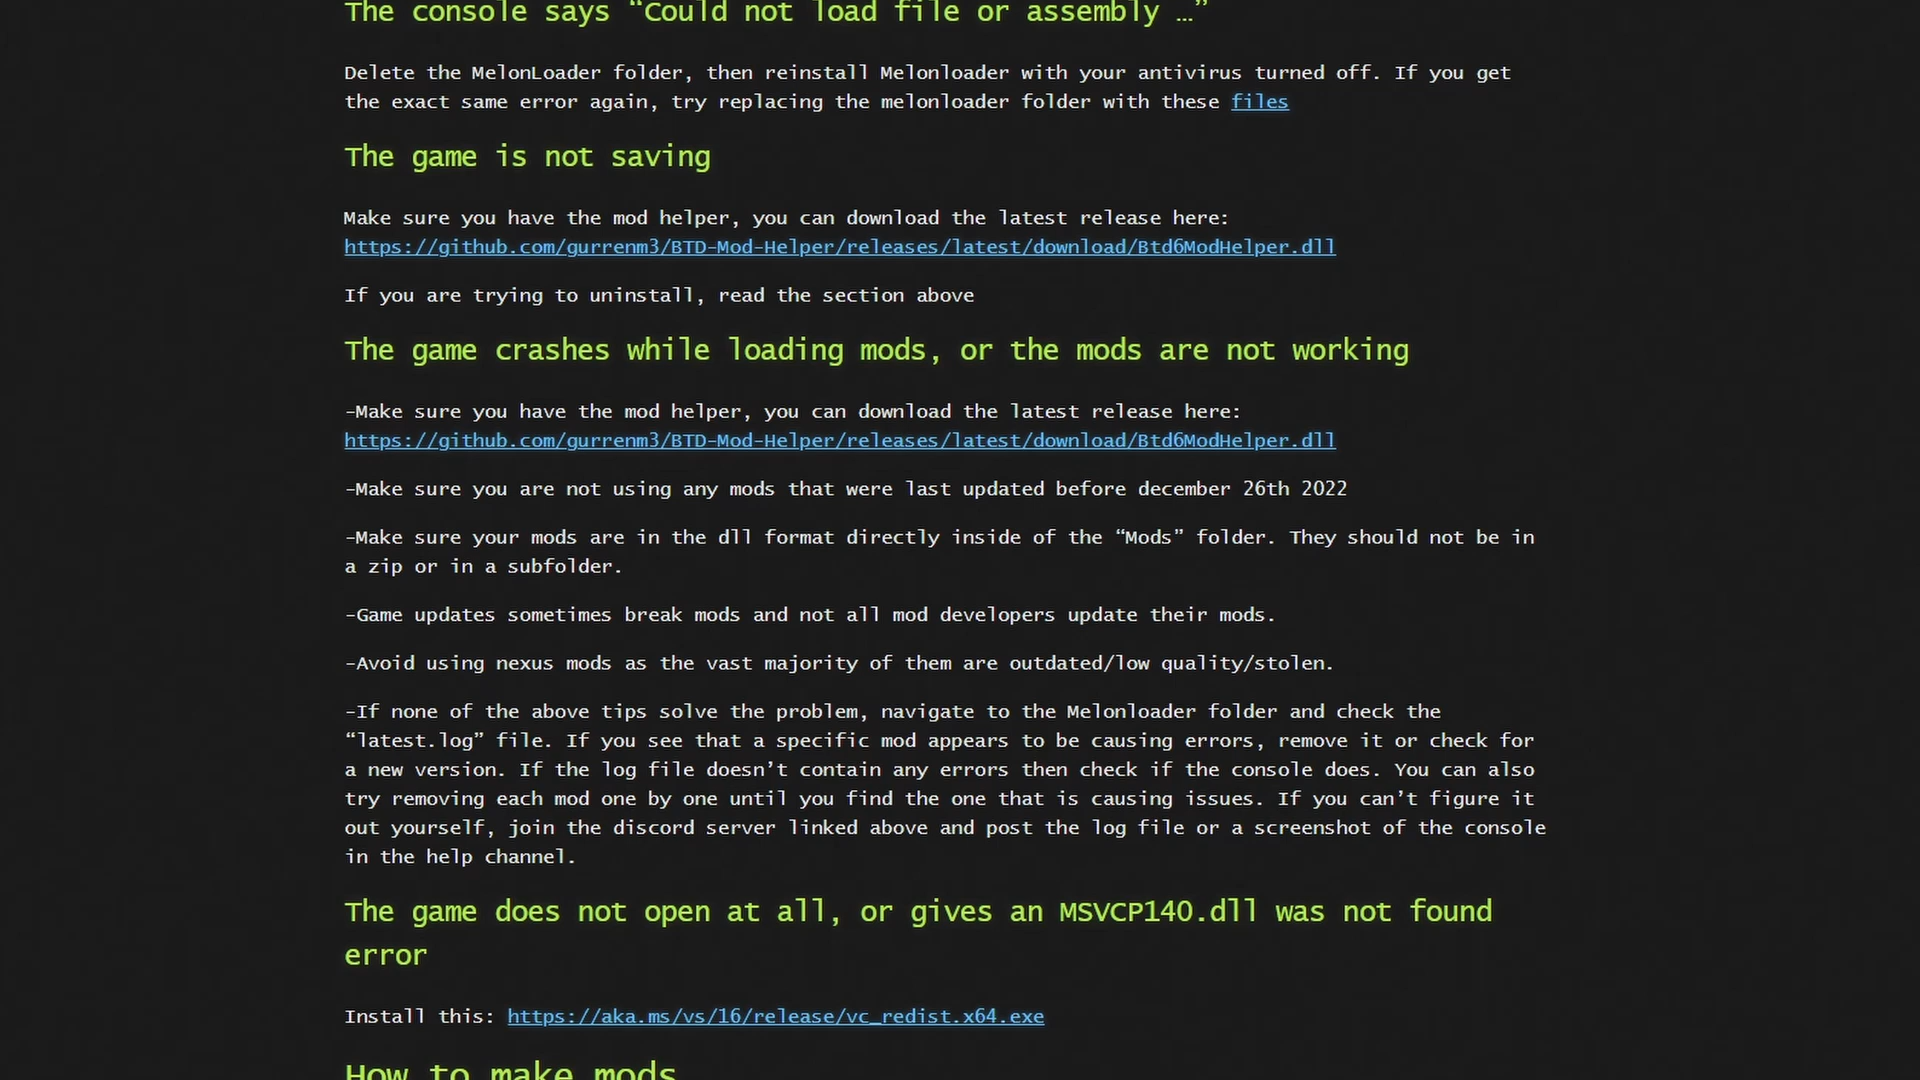 The console says “Could not load file or assembly …”
Delete the MelonLoader folder, then reinstall Melonloader with your antivirus turned off. If you get
the exact same error again, try replacing the melonloader folder with these files
The game is not saving
Make sure you have the mod helper, you can download the latest release here:
https://github.com/gurrenm3/BTD-Mod-Helper/releases/latest/download/Btd6ModHelper.dll
If you are trying to uninstall, read the section above
The game crashes while loading mods, or the mods are not working
-Make sure you have the mod helper, you can download the latest release here:
https://github.com/gurrenm3/BTD-Mod-Helper/releases/latest/download/Btd6ModHelper.dll
-Make sure you are not using any mods that were last updated before december 26th 2022
-Make sure your mods are in the dll format directly inside of the “Mods” folder. They should not be in
a zip or in a subfolder.
-Game updates sometimes break mods and not all mod developers update their mods.
-Avoid using nexus mods as the vast majority of them are outdated/low quality/stolen.
-If none of the above tips solve the problem, navigate to the Melonloader folder and check the
“latest.log” file. If you see that a specific mod appears to be causing errors, remove it or check for
a new version. If the log file doesn’t contain any errors then check if the console does. You can also
try removing each mod one by one until you find the one that is causing issues. If you can’t figure it
out yourself, join the discord server linked above and post the log file or a screenshot of the console
in the help channel.
The game does not open at all, or gives an MSVCP140.dll was not found
error
Install this: https://aka.ms/vs/16/release/vc_redist.x64.exe
How to make mods